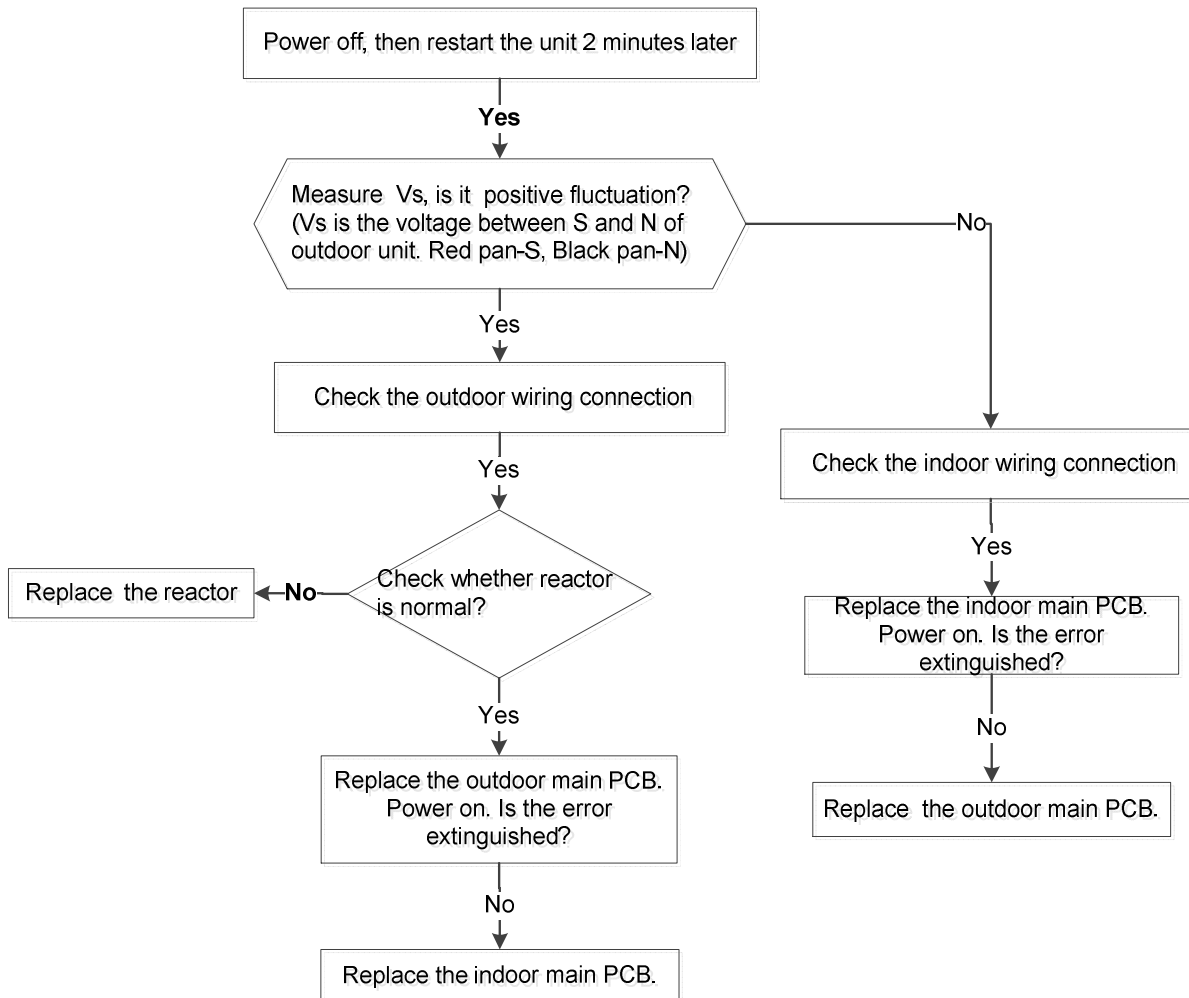 Power off, then restart the unit 2 minutes later
Yes
Measure Vs, is it positive fluctuation?
(Vs is the voltage between S and N of
outdoor unit. Red pan-S, Black pan-N)
No
Yes
Check the outdoor wiring connection
Yes
Check the indoor wiring connection
Yes
Check whether reactor
is normal?
No
Replace the reactor
Replace the indoor main PCB.
Power on. Is the error
extinguished?
Yes
No
Replace the outdoor main PCB.
Power on. Is the error
extinguished?
Replace the outdoor main PCB.
No
Replace the indoor main PCB.